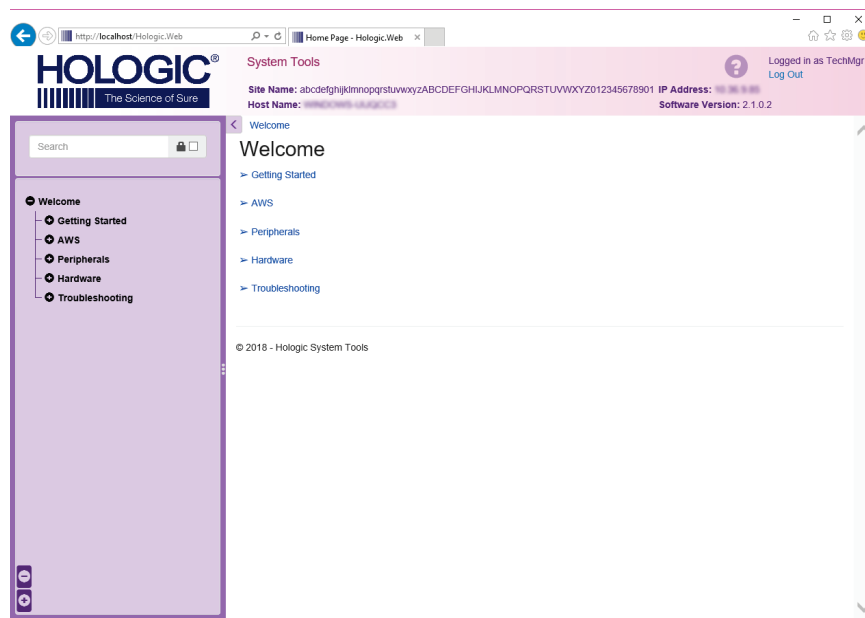 http://localhost/Hologic.Web
Home Page - Hologic.Web
HOLOGIC®
The Science of Sure
System Tools
Logged in as TechMgr
Log Out
Site Name: abcdefghijklmnopqrstuvwxyzABCDEFGHIJKLMNOPQRSTUVWXYZ012345678901 IP Address:
Host Name: Software Version: 2.1.0.2
Search
Welcome
Getting Started
AWS
Peripherals
Hardware
Troubleshooting
Welcome
Welcome
➢ Getting Started
➢ AWS
➢ Peripherals
➢ Hardware
➢ Troubleshooting
© 2018 - Hologic System Tools